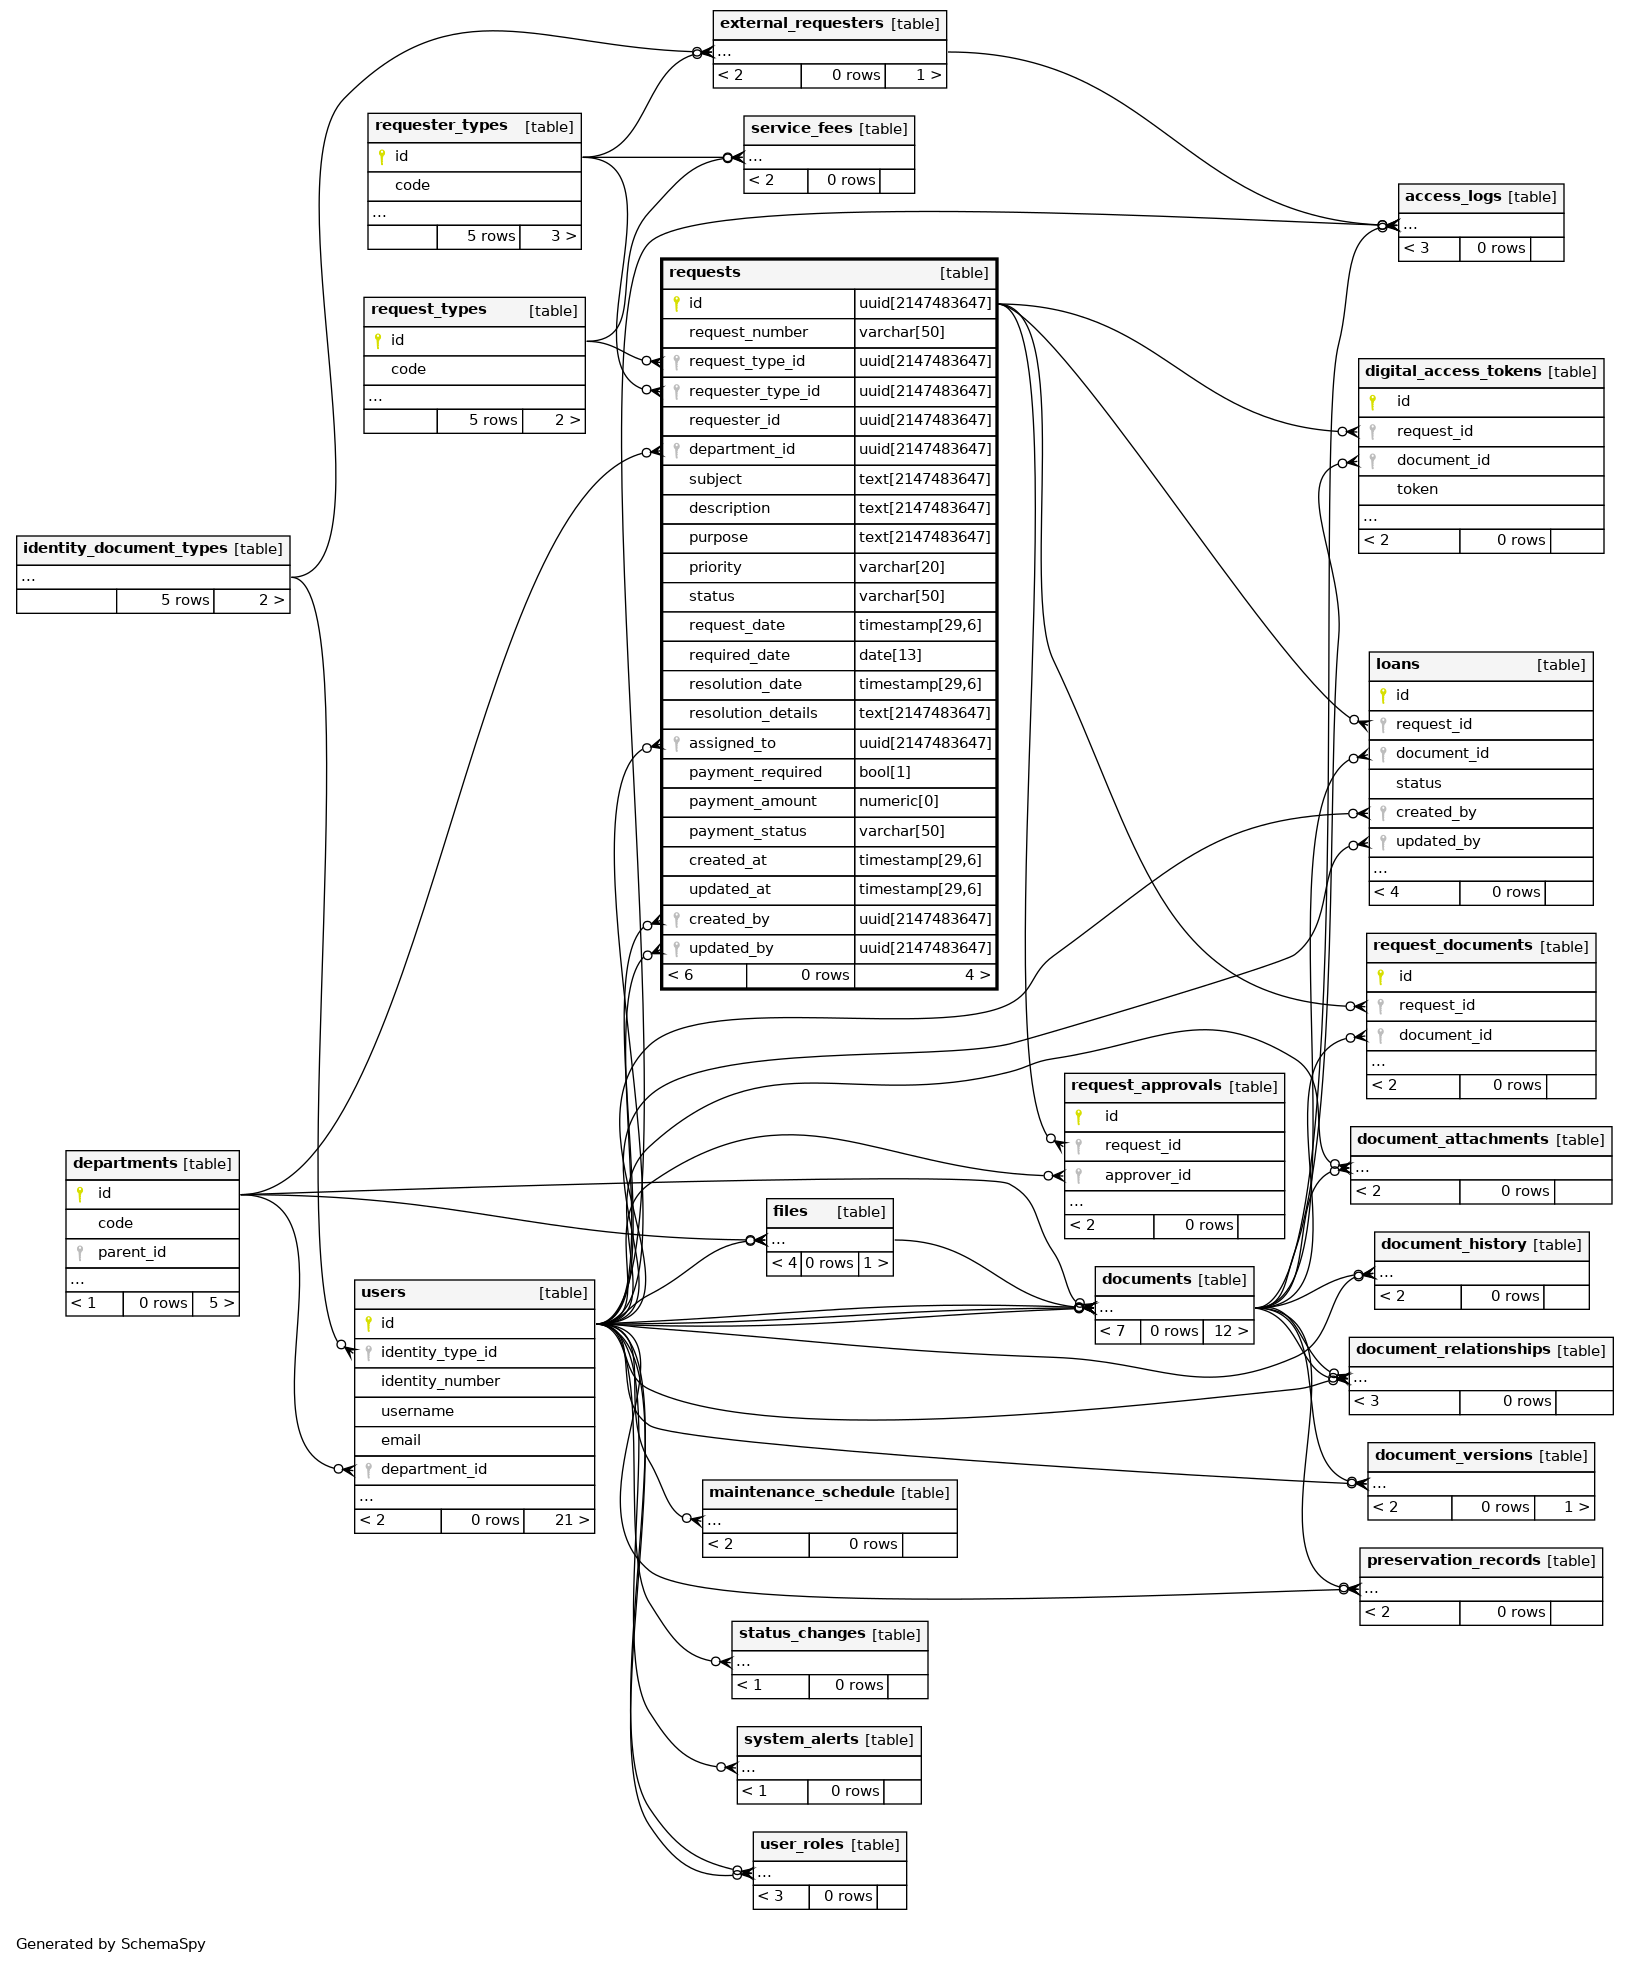 external_requesters [table]
...
< 2 0 rows 1 >
requester_types [table]
id
code
...
5 rows 3 >
service_fees [table]
...
< 2 0 rows
access_logs [table]
...
< 3 0 rows
requests [table]
id uuid[2147483647]
request_number varchar[50]
request_type_id uuid[2147483647]
requester_type_id uuid[2147483647]
requester_id uuid[2147483647]
department_id uuid[2147483647]
subject text[2147483647]
description text[2147483647]
purpose text[2147483647]
priority varchar[20]
status varchar[50]
request_date timestamp[29,6]
required_date date[13]
resolution_date timestamp[29,6]
resolution_details text[2147483647]
assigned_to uuid[2147483647]
payment_required bool[1]
payment_amount numeric[0]
payment_status varchar[50]
created_at timestamp[29,6]
updated_at timestamp[29,6]
created_by uuid[2147483647]
updated_by uuid[2147483647]
< 6 0 rows 4 >
request_types [table]
id
code
...
5 rows 2 >
digital_access_tokens [table]
id
request_id
document_id
token
...
< 2 0 rows
identity_document_types [table]
...
5 rows 2 >
loans [table]
id
request_id
document_id
status
created_by
updated_by
...
< 4 0 rows
request_documents [table]
id
request_id
document_id
...
< 2 0 rows
request_approvals [table]
id
request_id
approver_id
...
< 2 0 rows
document_attachments [table]
...
< 2 0 rows
departments [table]
id
code
parent_id
...
< 1 0 rows 5 >
files [table]
...
< 4 0 rows 1 >
document_history [table]
...
< 2 0 rows
documents [table]
...
< 7 0 rows 12 >
users [table]
id
identity_type_id
identity_number
username
email
department_id
...
< 2 0 rows 21 >
document_relationships [table]
...
< 3 0 rows
document_versions [table]
...
< 2 0 rows 1 >
maintenance_schedule [table]
...
< 2 0 rows
preservation_records [table]
...
< 2 0 rows
status_changes [table]
...
< 1 0 rows
system_alerts [table]
...
< 1 0 rows
user_roles [table]
...
< 3 0 rows
Generated by SchemaSpy